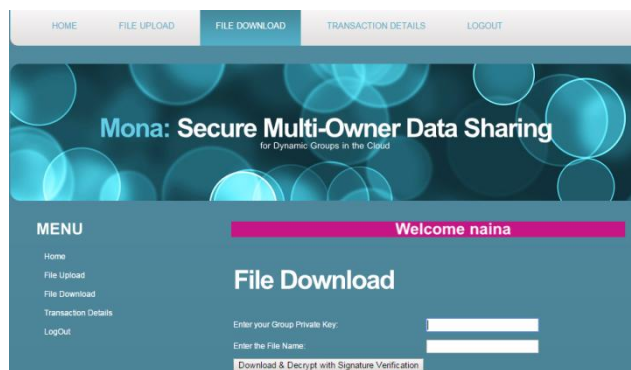 HOME FILE UPLOAD FILE DOWNLOAD TRANSACTION DETAILS LOGOUT
Mona: Secure Multi-Owner Data Sharing
for Dynamic Groups in the Cloud
MENU
Home
File Upload
File Download
Transaction Details
LogOut
Welcome naina
File Download
Enter your Group Private Key:
Enter the File Name:
Download & Decrypt with Signature Verification